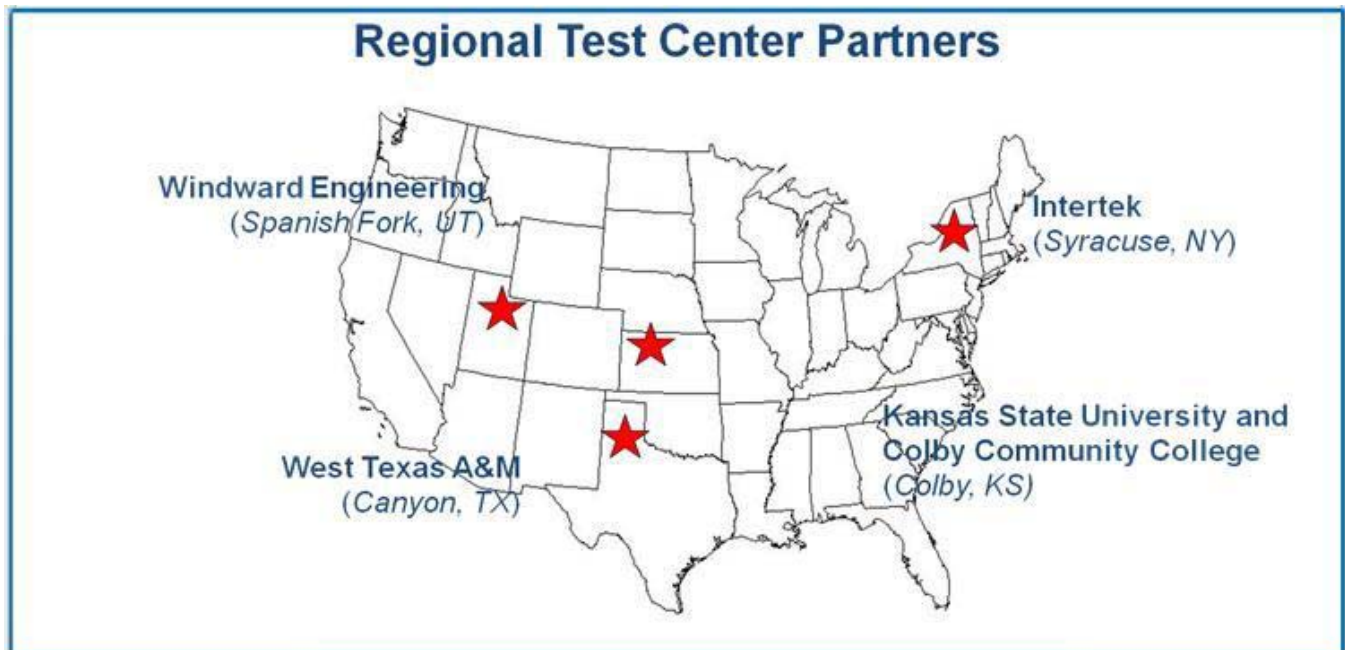 Regional Test Center Partners
Windward Engineering
(Spanish Fork, UT)
Intertek
(Syracuse, NY)
Kansas State University and
Colby Community College
(Colby, KS)
West Texas A&M
(Canyon, TX)